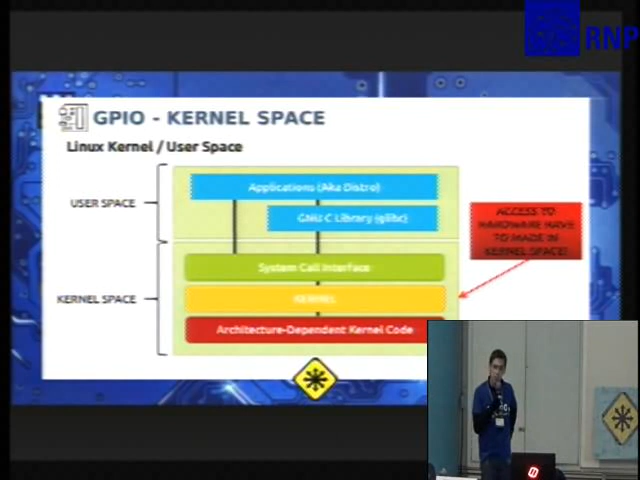 RNP
GPIO - KERNEL SPACE
Linux Kernel / User Space
Applications (Aka Distro)
USER SPACE
GNU C Library (glibc)
ACCESS TO
HARDWARE HAVE
TO MADE IN
KERNEL SPACE!
System Call Interface
KERNEL SPACE
KERNEL
Architecture-Dependent Kernel Code